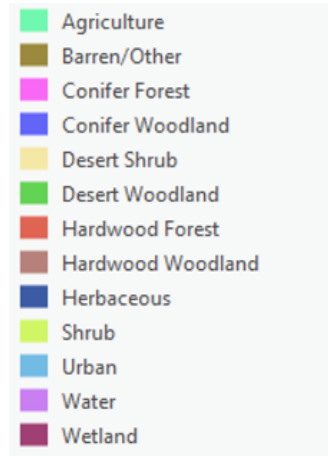 Agriculture
Barren/Other
Conifer Forest
Conifer Woodland
Desert Shrub
Desert Woodland
Hardwood Forest
Hardwood Woodland
Herbaceous
Shrub
Urban
Water
Wetland